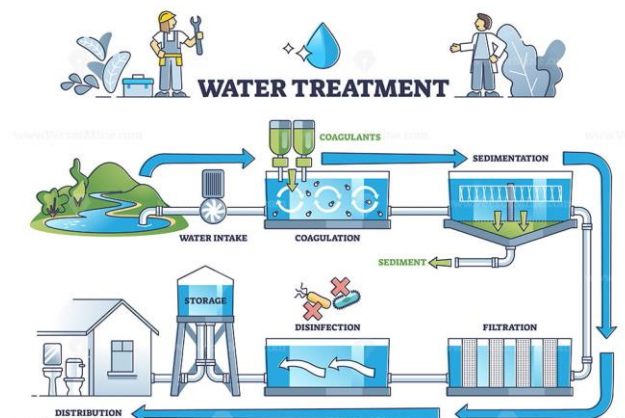 WATER TREATMENT
COAGULANTS
SEDIMENTATION
WATER INTAKE
COAGULATION
SEDIMENT
STORAGE
DISINFECTION
FILTRATION
DISTRIBUTION